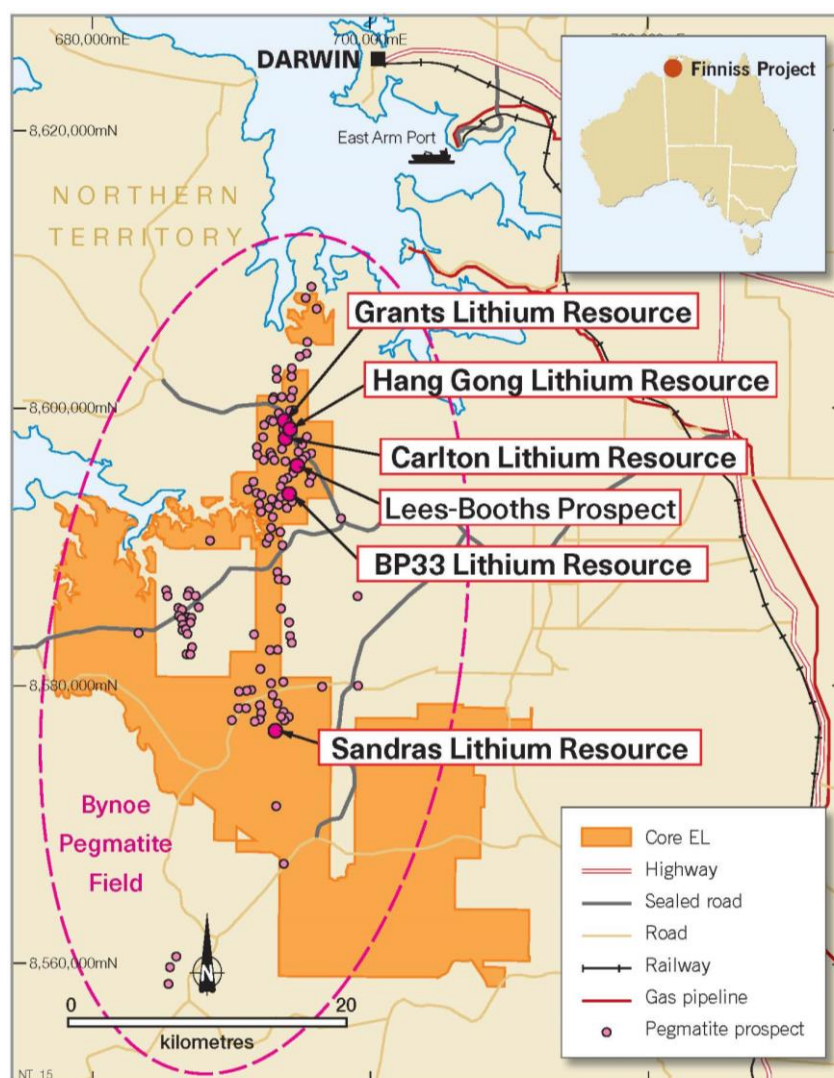 680,000mE
700,000mE
DARWIN
Finniss Project
8,620,000mN
East Arm Port
NORTHERN
TERRITORY
Grants Lithium Resource
Hang Gong Lithium Resource
8,600,000mN
Carlton Lithium Resource
Lees-Booths Prospect
BP33 Lithium Resource
8,580,000mN
Sandras Lithium Resource
Bynoe
Pegmatite
Field
Core EL
Highway
Sealed road
Road
Railway
Gas pipeline
Pegmatite prospect
8,560,000mN
N
0 20
kilometres
NT_15